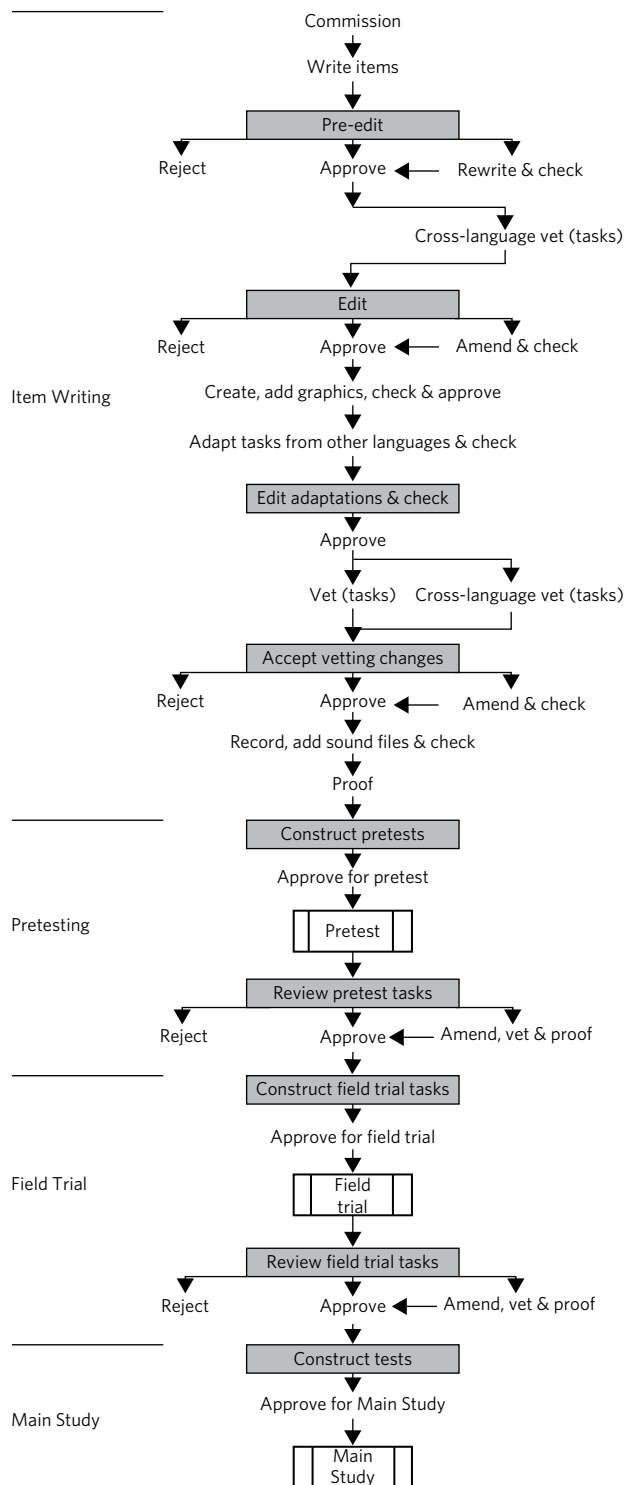 Commission
Write items
Pre-edit
Reject
Approve
Rewrite & check
Cross-language vet (tasks)
Edit
Reject
Approve
Amend & check
Item Writing
Create, add graphics, check & approve
Adapt tasks from other languages & check
Edit adaptations & check
Approve
Vet (tasks)
Cross-language vet (tasks)
Accept vetting changes
Reject
Approve
Amend & check
Record, add sound files & check
Proof
Construct pretests
Approve for pretest
Pretesting
Pretest
Review pretest tasks
Reject
Approve
Amend, vet & proof
Construct field trial tasks
Approve for field trial
Field Trial
Field
trial
Review field trial tasks
Reject
Approve
Amend, vet & proof
Construct tests
Approve for Main Study
Main Study
Main
Study